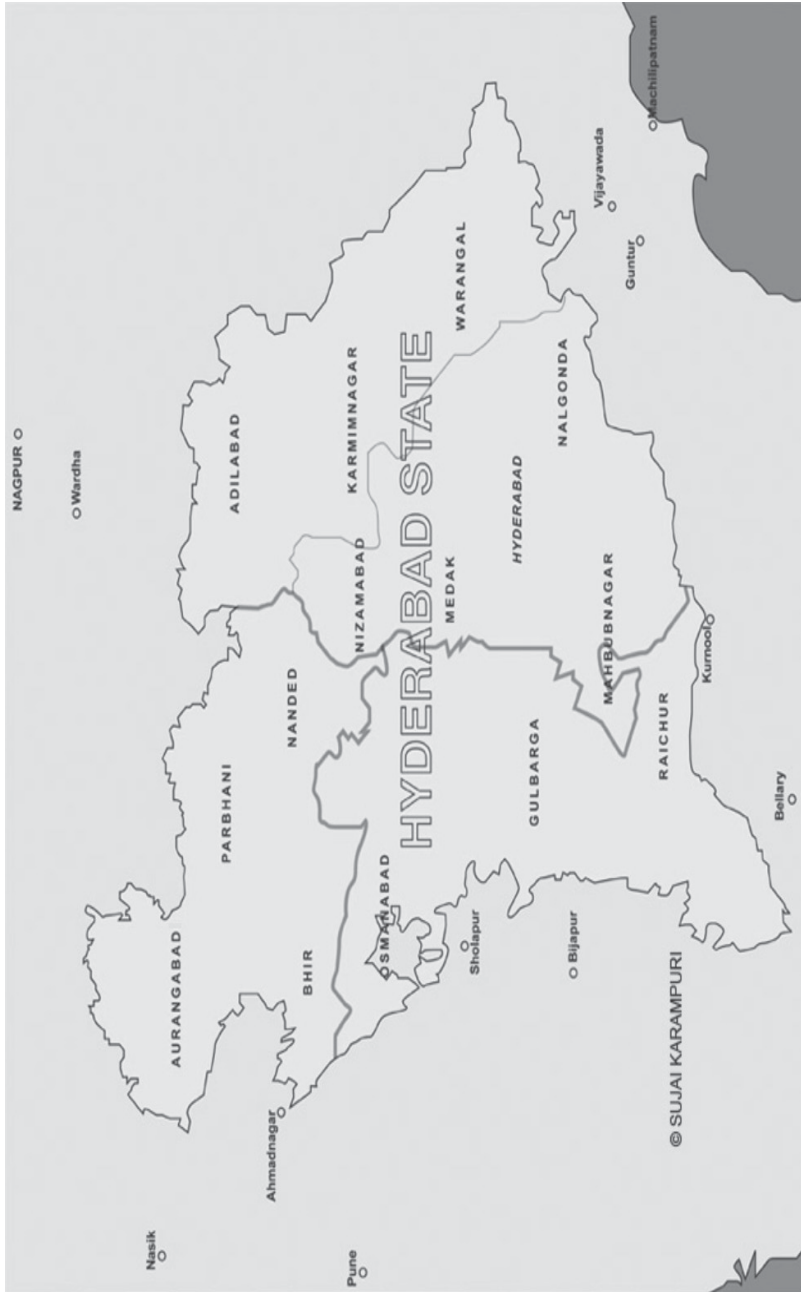 NAGPUR
Wardha
Nasik
AURANGABAD
PARBHANI
ADILABAD
Ahmadnagar
BHIR
NANDED
KARMIMNAGAR
NIZAMABAD
Pune
OSMANABAD
HYDERABAD STATE
WARANGAL
MEDAK
Sholapur
GULBARGA
HYDERABAD
NALGONDA
Bijapur
Vijayawada
Guntur
Machilipatnam
MAHBUBNAGAR
RAICHUR
Kurnool
Bellary
© SUJAI KARAMPURI